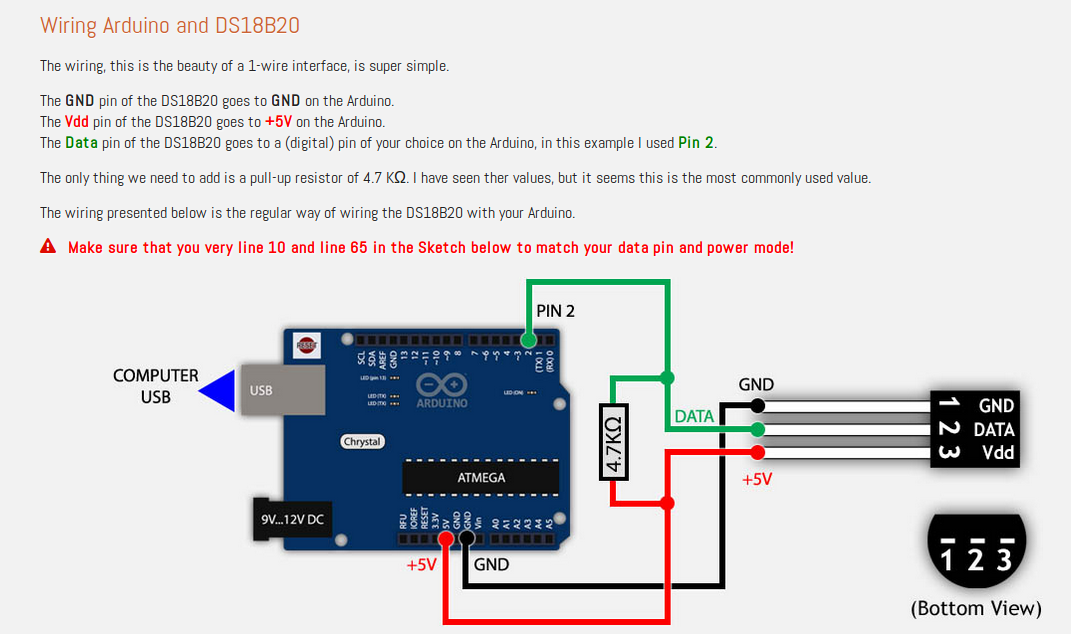 Wiring Arduino and DS18B20
The wiring, this is the beauty of a 1-wire interface, is super simple.
The GND pin of the DS18B20 goes to GND on the Arduino.
The Vdd pin of the DS18B20 goes to +5V on the Arduino.
The Data pin of the DS18B20 goes to a (digital) pin of your choice on the Arduino, in this example I used Pin 2.
The only thing we need to add is a pull-up resistor of 4.7 KΩ. I have seen ther values, but it seems this is the most commonly used value.
The wiring presented below is the regular way of wiring the DS18B20 with your Arduino.
Make sure that you very line 10 and line 65 in the Sketch below to match your data pin and power mode!
PIN 2
RESET
SCL
SDA
AREF
GND
13
12
~11
~10
~9
8
7
~6
~5
4
~3
2
(TX) 1
(RX) 0
COMPUTER
USB
USB
LED (pin 13)
LED (TX)
LED (TX)
LED (ON)
ARDUINO
Chrystal
ATMEGA
9V...12V DC
RFU
IOREF
RESET
3.3V
5V
GND
GND
Vin
A0
A1
A2
A3
A4
A5
+5V
GND
4.7KΩ
DATA
GND
+5V
1 GND
2 DATA
3 Vdd
1 2 3
(Bottom View)